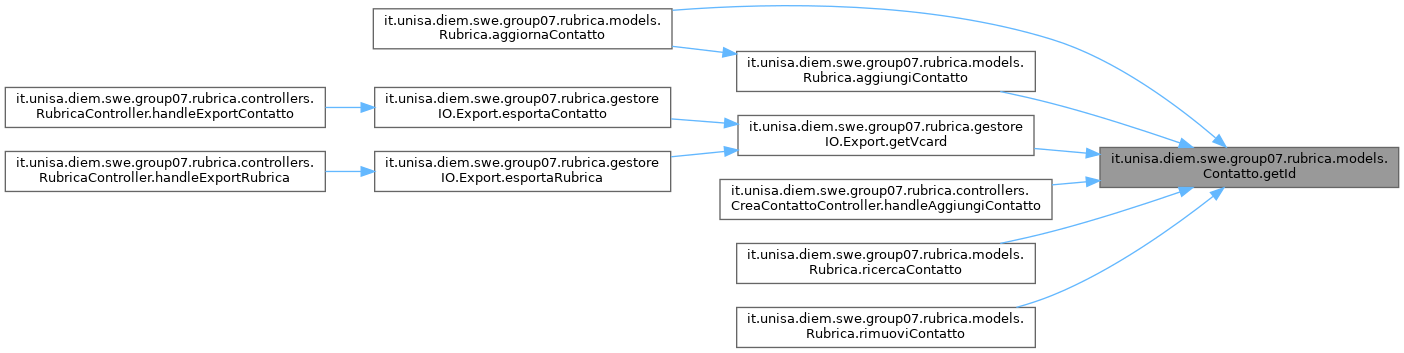 it.unisa.diem.swe.group07.rubrica.models.
Rubrica.aggiornaContatto
it.unisa.diem.swe.group07.rubrica.models.
Rubrica.aggiungiContatto
it.unisa.diem.swe.group07.rubrica.controllers.
RubricaController.handleExportContatto
it.unisa.diem.swe.group07.rubrica.gestore
IO.Export.esportaContatto
it.unisa.diem.swe.group07.rubrica.gestore
IO.Export.getVcard
it.unisa.diem.swe.group07.rubrica.models.
Contatto.getId
it.unisa.diem.swe.group07.rubrica.controllers.
RubricaController.handleExportRubrica
it.unisa.diem.swe.group07.rubrica.gestore
IO.Export.esportaRubrica
it.unisa.diem.swe.group07.rubrica.controllers.
CreaContattoController.handleAggiungiContatto
it.unisa.diem.swe.group07.rubrica.models.
Rubrica.ricercaContatto
it.unisa.diem.swe.group07.rubrica.models.
Rubrica.rimuoviContatto